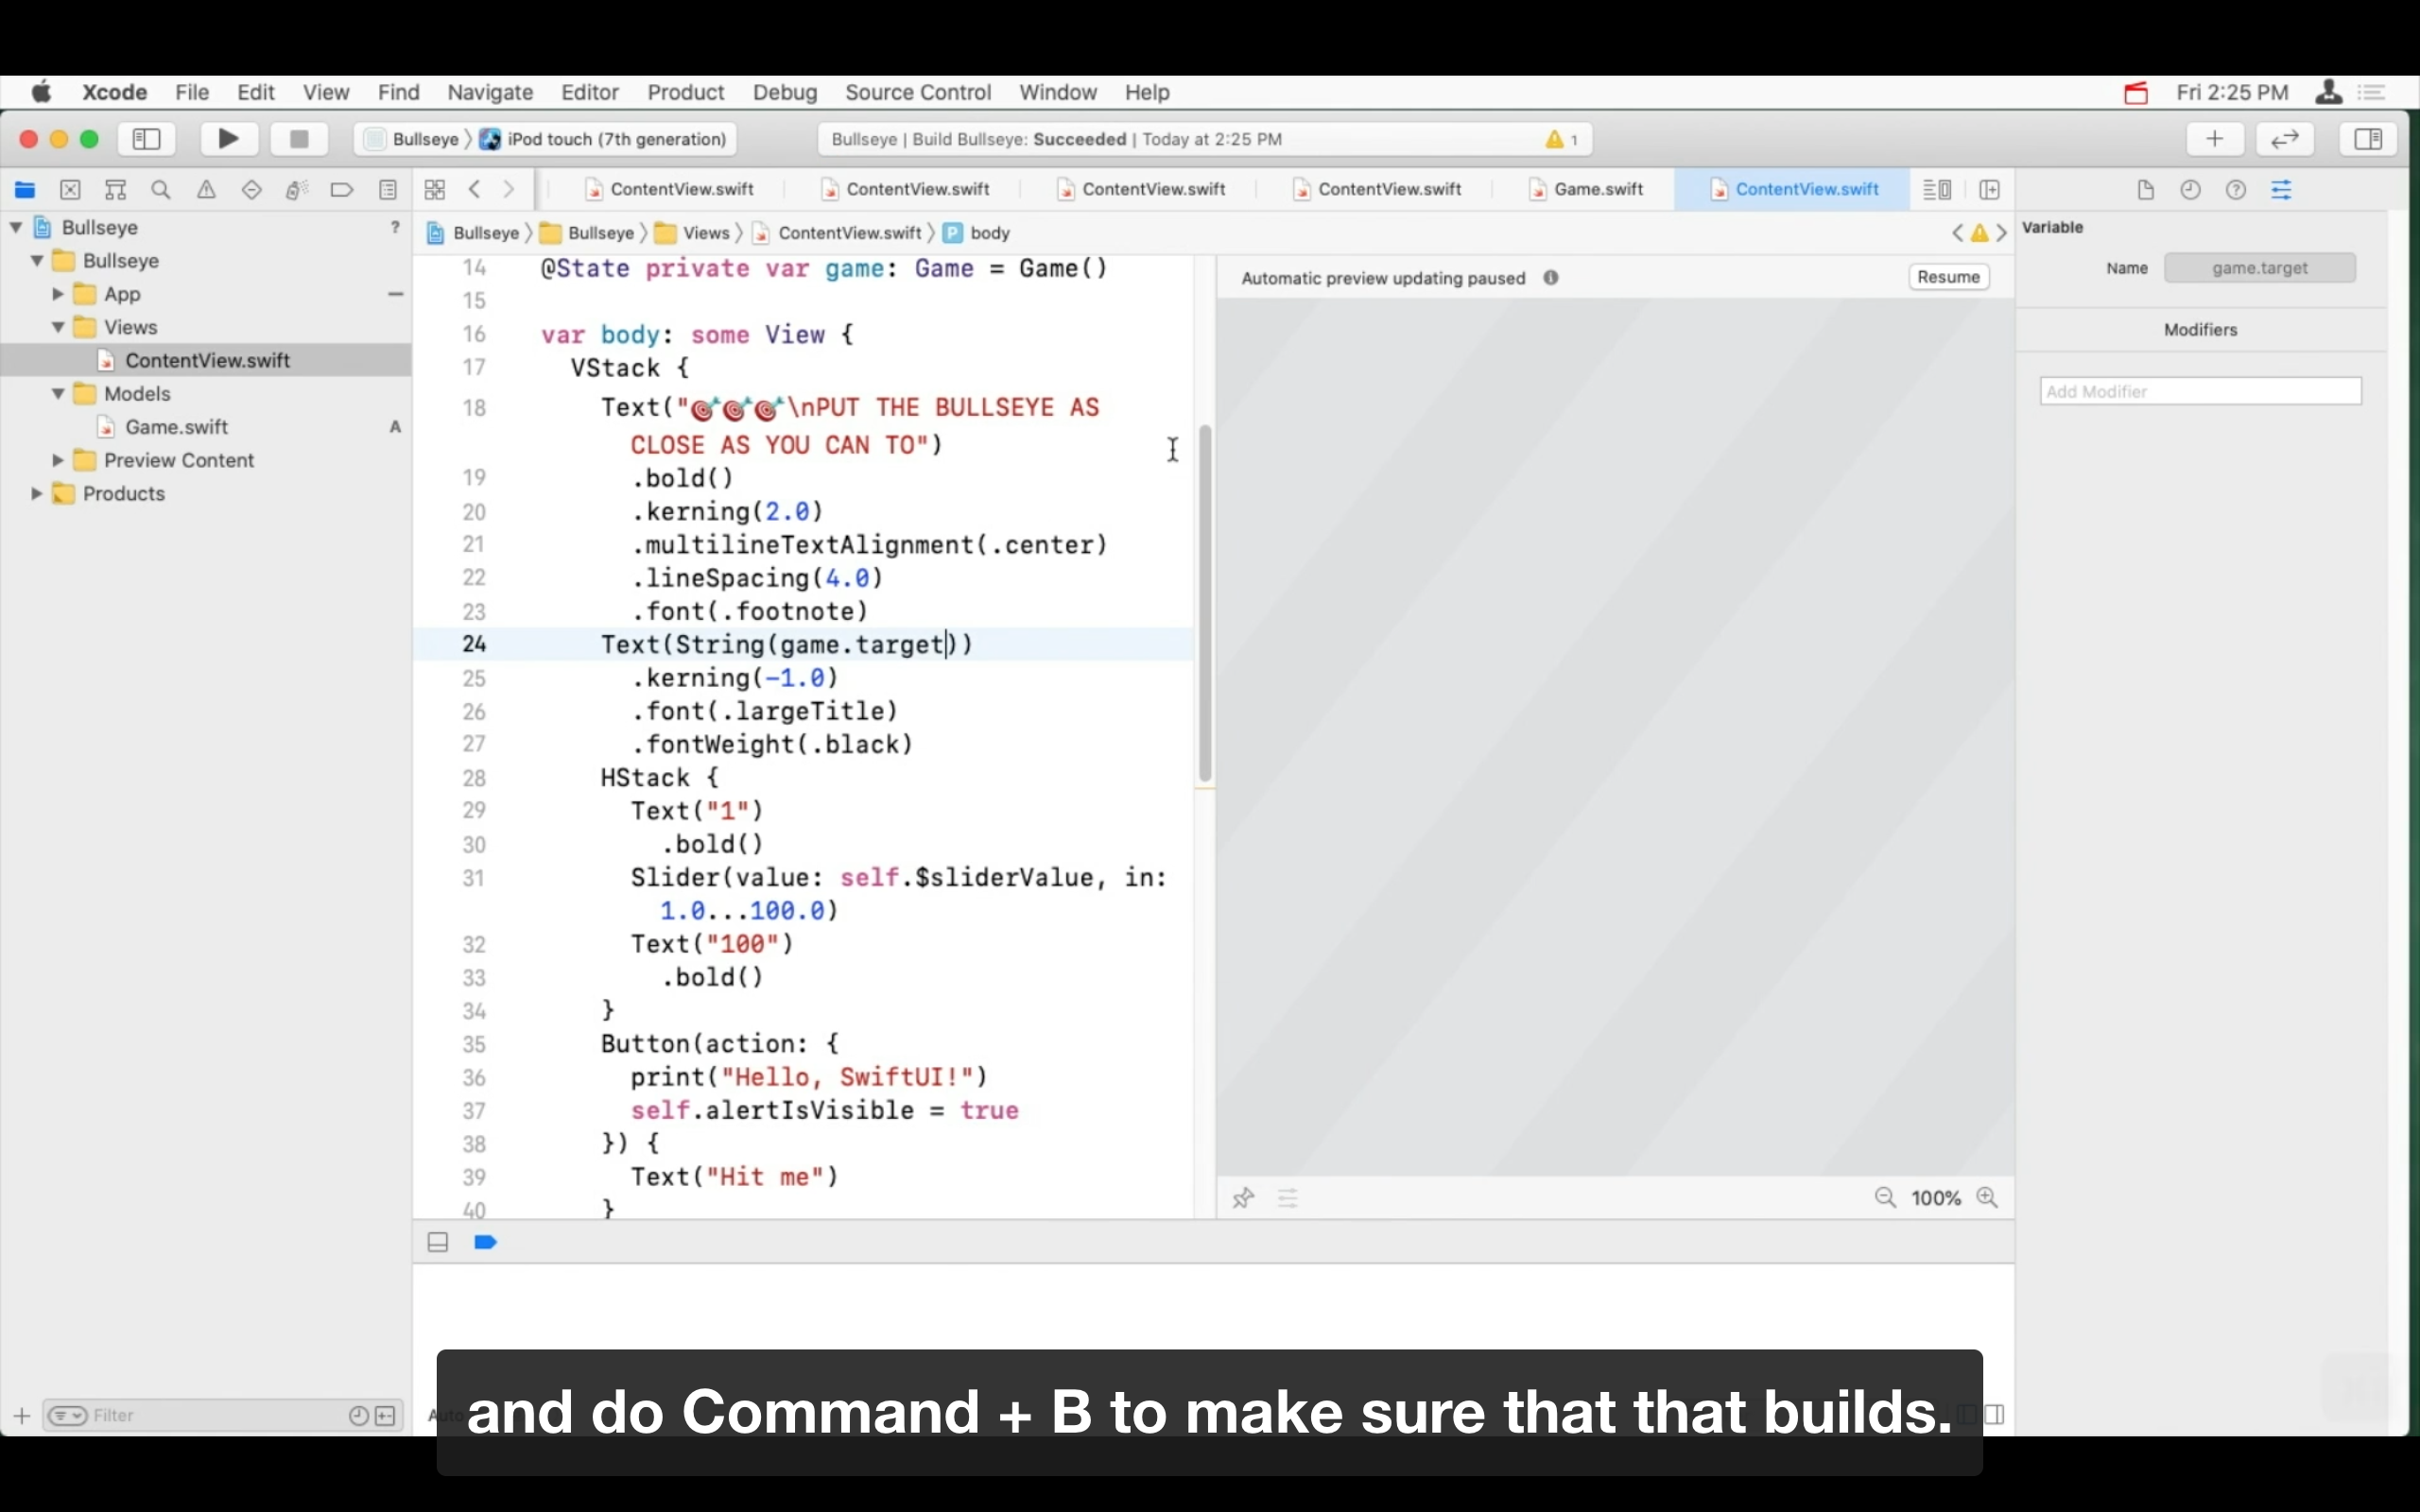 Xcode File Edit View Find Navigate Editor Product Debug Source Control Window Help Fri 2:25 PM
Bullseye 〉 iPod touch (7th generation) Bullseye | Build Bullseye: Succeeded | Today at 2:25 PM 1
ContentView.swift ContentView.swift ContentView.swift ContentView.swift Game.swift ContentView.swift
Bullseye ?
Bullseye
App
Views
ContentView.swift
Models
Game.swift A
Preview Content
Products
Filter
Bullseye 〉 Bullseye 〉 Views 〉 ContentView.swift 〉 P body
14 @State private var game: Game = Game()
15
16 var body: some View {
17 VStack {
18 Text("🎯🎯🎯\nPUT THE BULLSEYE AS
CLOSE AS YOU CAN TO")
19 .bold()
20 .kerning(2.0)
21 .multilineTextAlignment(.center)
22 .lineSpacing(4.0)
23 .font(.footnote)
24 Text(String(game.target))
25 .kerning(-1.0)
26 .font(.largeTitle)
27 .fontWeight(.black)
28 HStack {
29 Text("1")
30 .bold()
31 Slider(value: self.$sliderValue, in:
1.0...100.0)
32 Text("100")
33 .bold()
34 }
35 Button(action: {
36 print("Hello, SwiftUI!")
37 self.alertIsVisible = true
38 }) {
39 Text("Hit me")
40 }
Automatic preview updating paused Resume
100%
Variable
Name game.target
Modifiers
Add Modifier
and do Command + B to make sure that that builds.